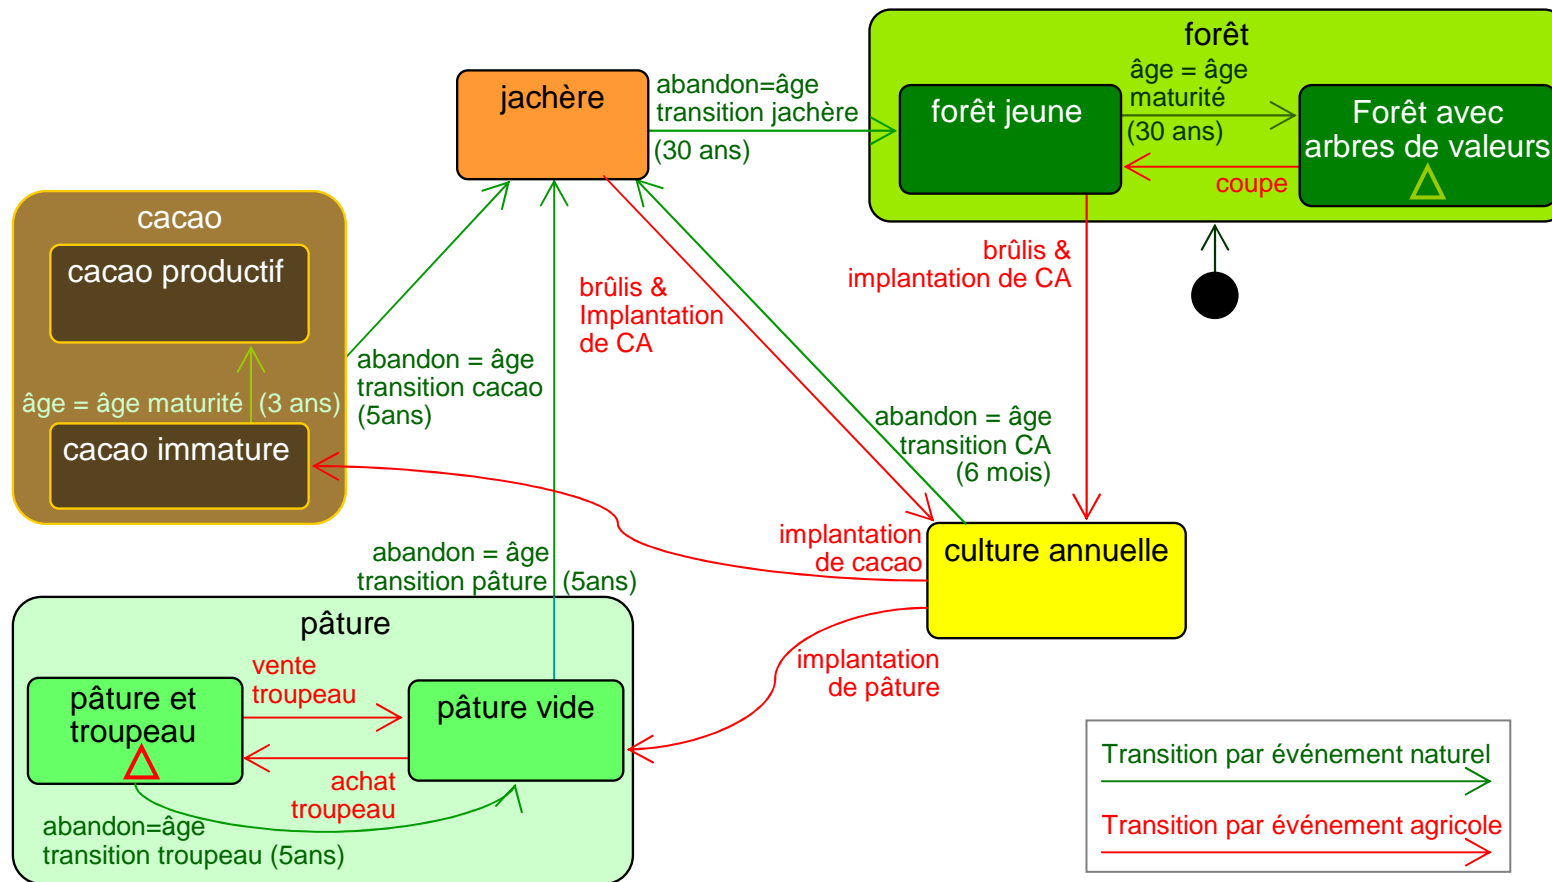 forêt
jachère
abandon=âge
transition jachère
(30 ans)
forêt jeune
âge = âge
maturité
(30 ans)
Forêt avec
arbres de valeurs
coupe
cacao
cacao productif
âge = âge maturité (3 ans)
cacao immature
abandon = âge
transition cacao
(5ans)
brûlis &
Implantation
de CA
brûlis &
implantation de CA
abandon = âge
transition CA
(6 mois)
implantation
de cacao
culture annuelle
abandon = âge
transition pâture (5ans)
implantation
de pâture
pâture
pâture et
troupeau
vente
troupeau
pâture vide
achat
troupeau
abandon=âge
transition troupeau (5ans)
Transition par événement naturel
Transition par événement agricole